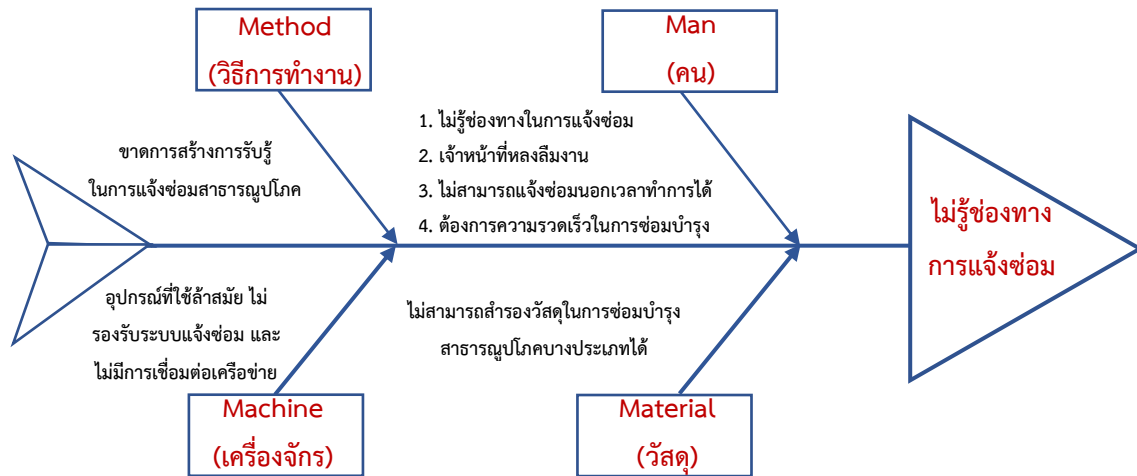 Method
(วิธีการทำงาน)
Man
(คน)
ขาดการสร้างการรับรู้
ในการแจ้งซ่อมสาธารณูปโภค
1. ไม่รู้ช่องทางในการแจ้งซ่อม
2. เจ้าหน้าที่หลงลืมงาน
3. ไม่สามารถแจ้งซ่อมนอกเวลาทำการได้
4. ต้องการความรวดเร็วในการซ่อมบำรุง
ไม่รู้ช่องทาง
การแจ้งซ่อม
อุปกรณ์ที่ใช้ล้าสมัย ไม่
รองรับระบบแจ้งซ่อม และ
ไม่มีการเชื่อมต่อเครือข่าย
ไม่สามารถสำรองวัสดุในการซ่อมบำรุง
สาธารณูปโภคบางประเภทได้
Machine
(เครื่องจักร)
Material
(วัสดุ)